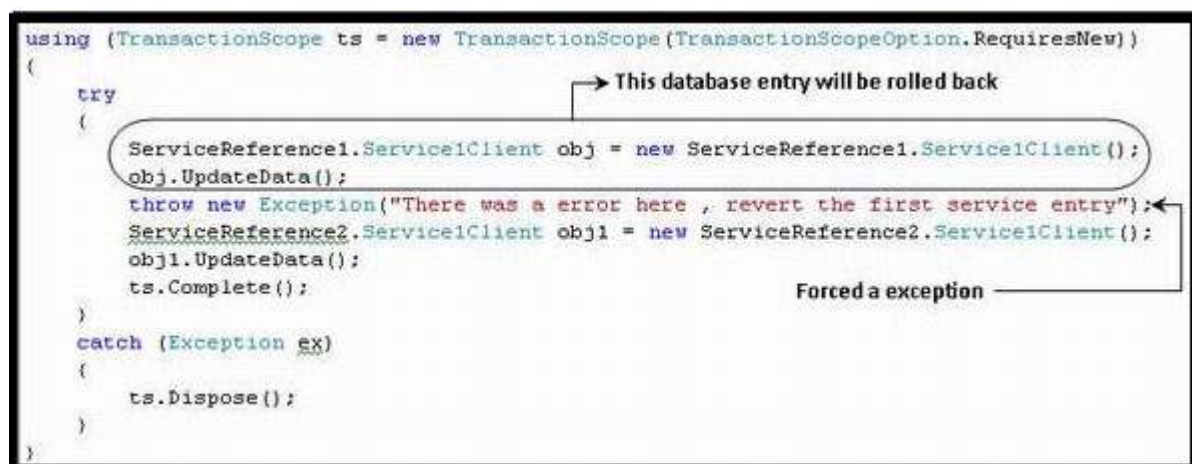 using (TransactionScope ts = new TransactionScope(TransactionScopeOption.RequiresNew))
{
This database entry will be rolled back
try
{
ServiceReference1.Service1Client obj = new ServiceReference1.Service1Client();
obj.UpdateData();
throw new Exception("There was a error here , revert the first service entry");
ServiceReference2.Service1Client obj1 = new ServiceReference2.Service1Client();
obj1.UpdateData();
ts.Complete();
Forced a exception
}
catch (Exception ex)
{
ts.Dispose();
}
}